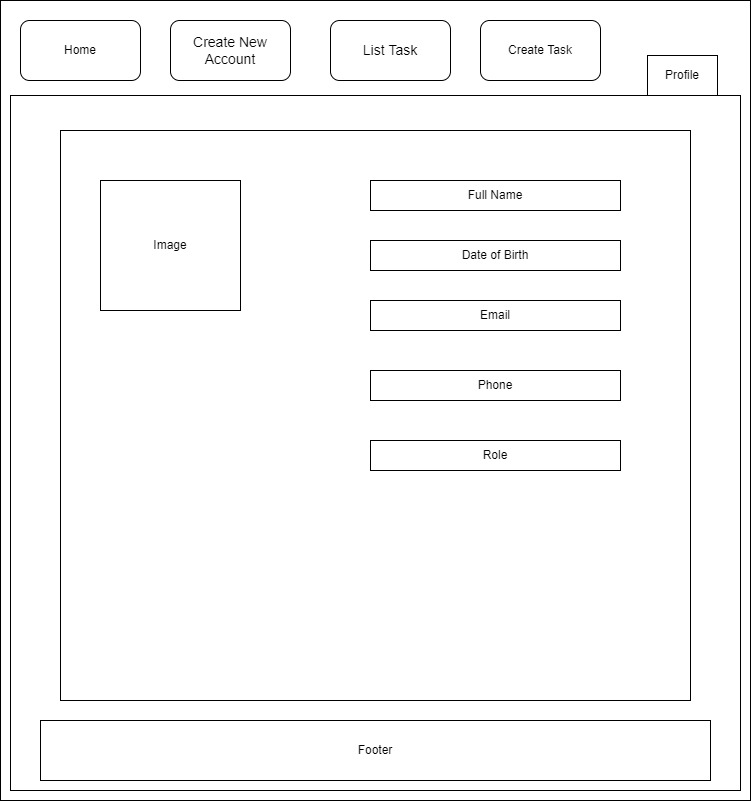 Home
Create New
Account
List Task
Create Task
Profile
Image
Full Name
Date of Birth
Email
Phone
Role
Footer